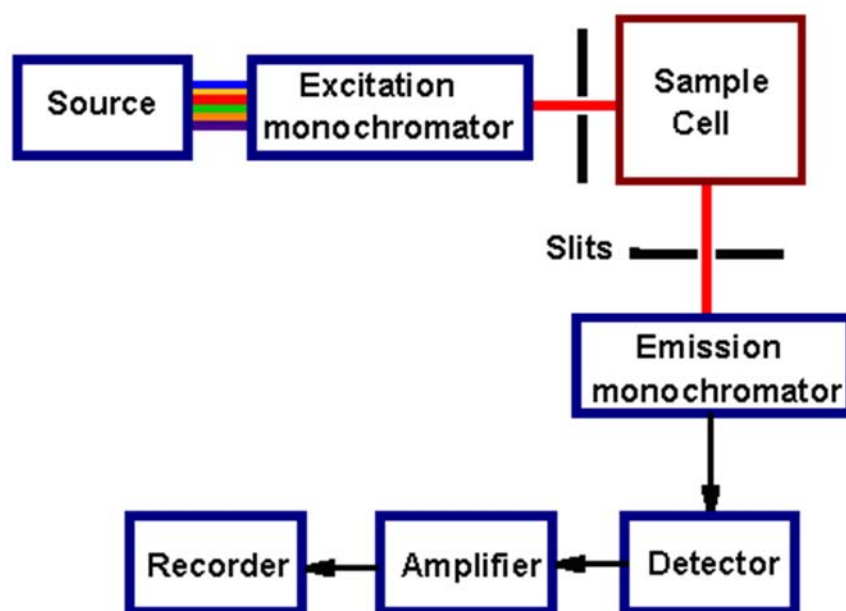 Source
Excitation
monochromator
Sample
Cell
Slits
Emission
monochromator
Recorder
Amplifier
Detector